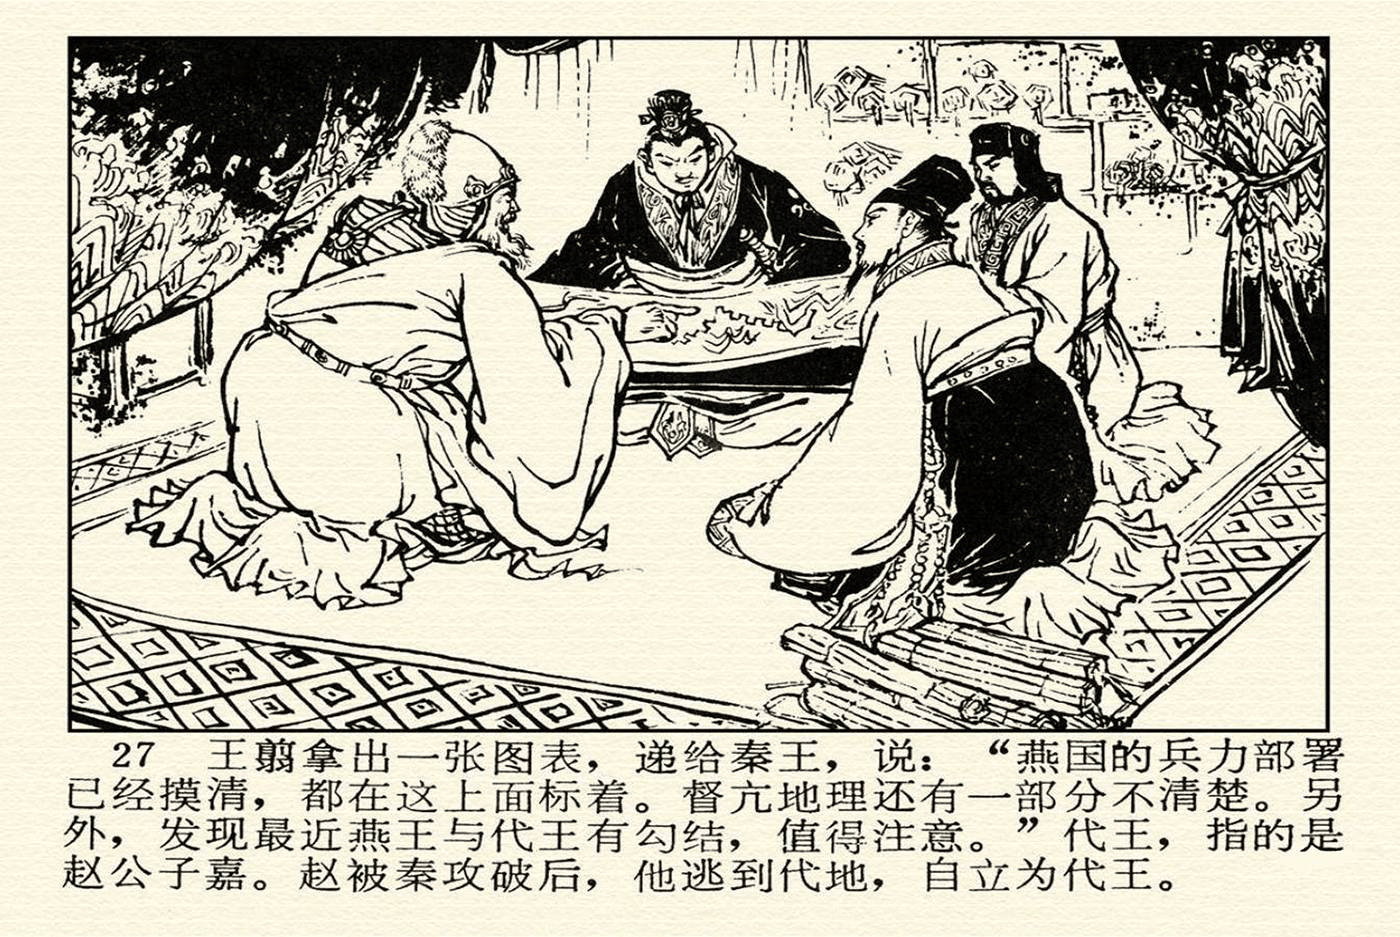 27 王翦拿出一张图表，递给秦王，说：“燕国的兵力部署
已经摸清，都在这上面标着。督亢地理还有一部分不清楚。另
外，发现最近燕王与代王有勾结，值得注意。”代王，指的是
赵公子嘉。赵被秦攻破后，他逃到代地，自立为代王。